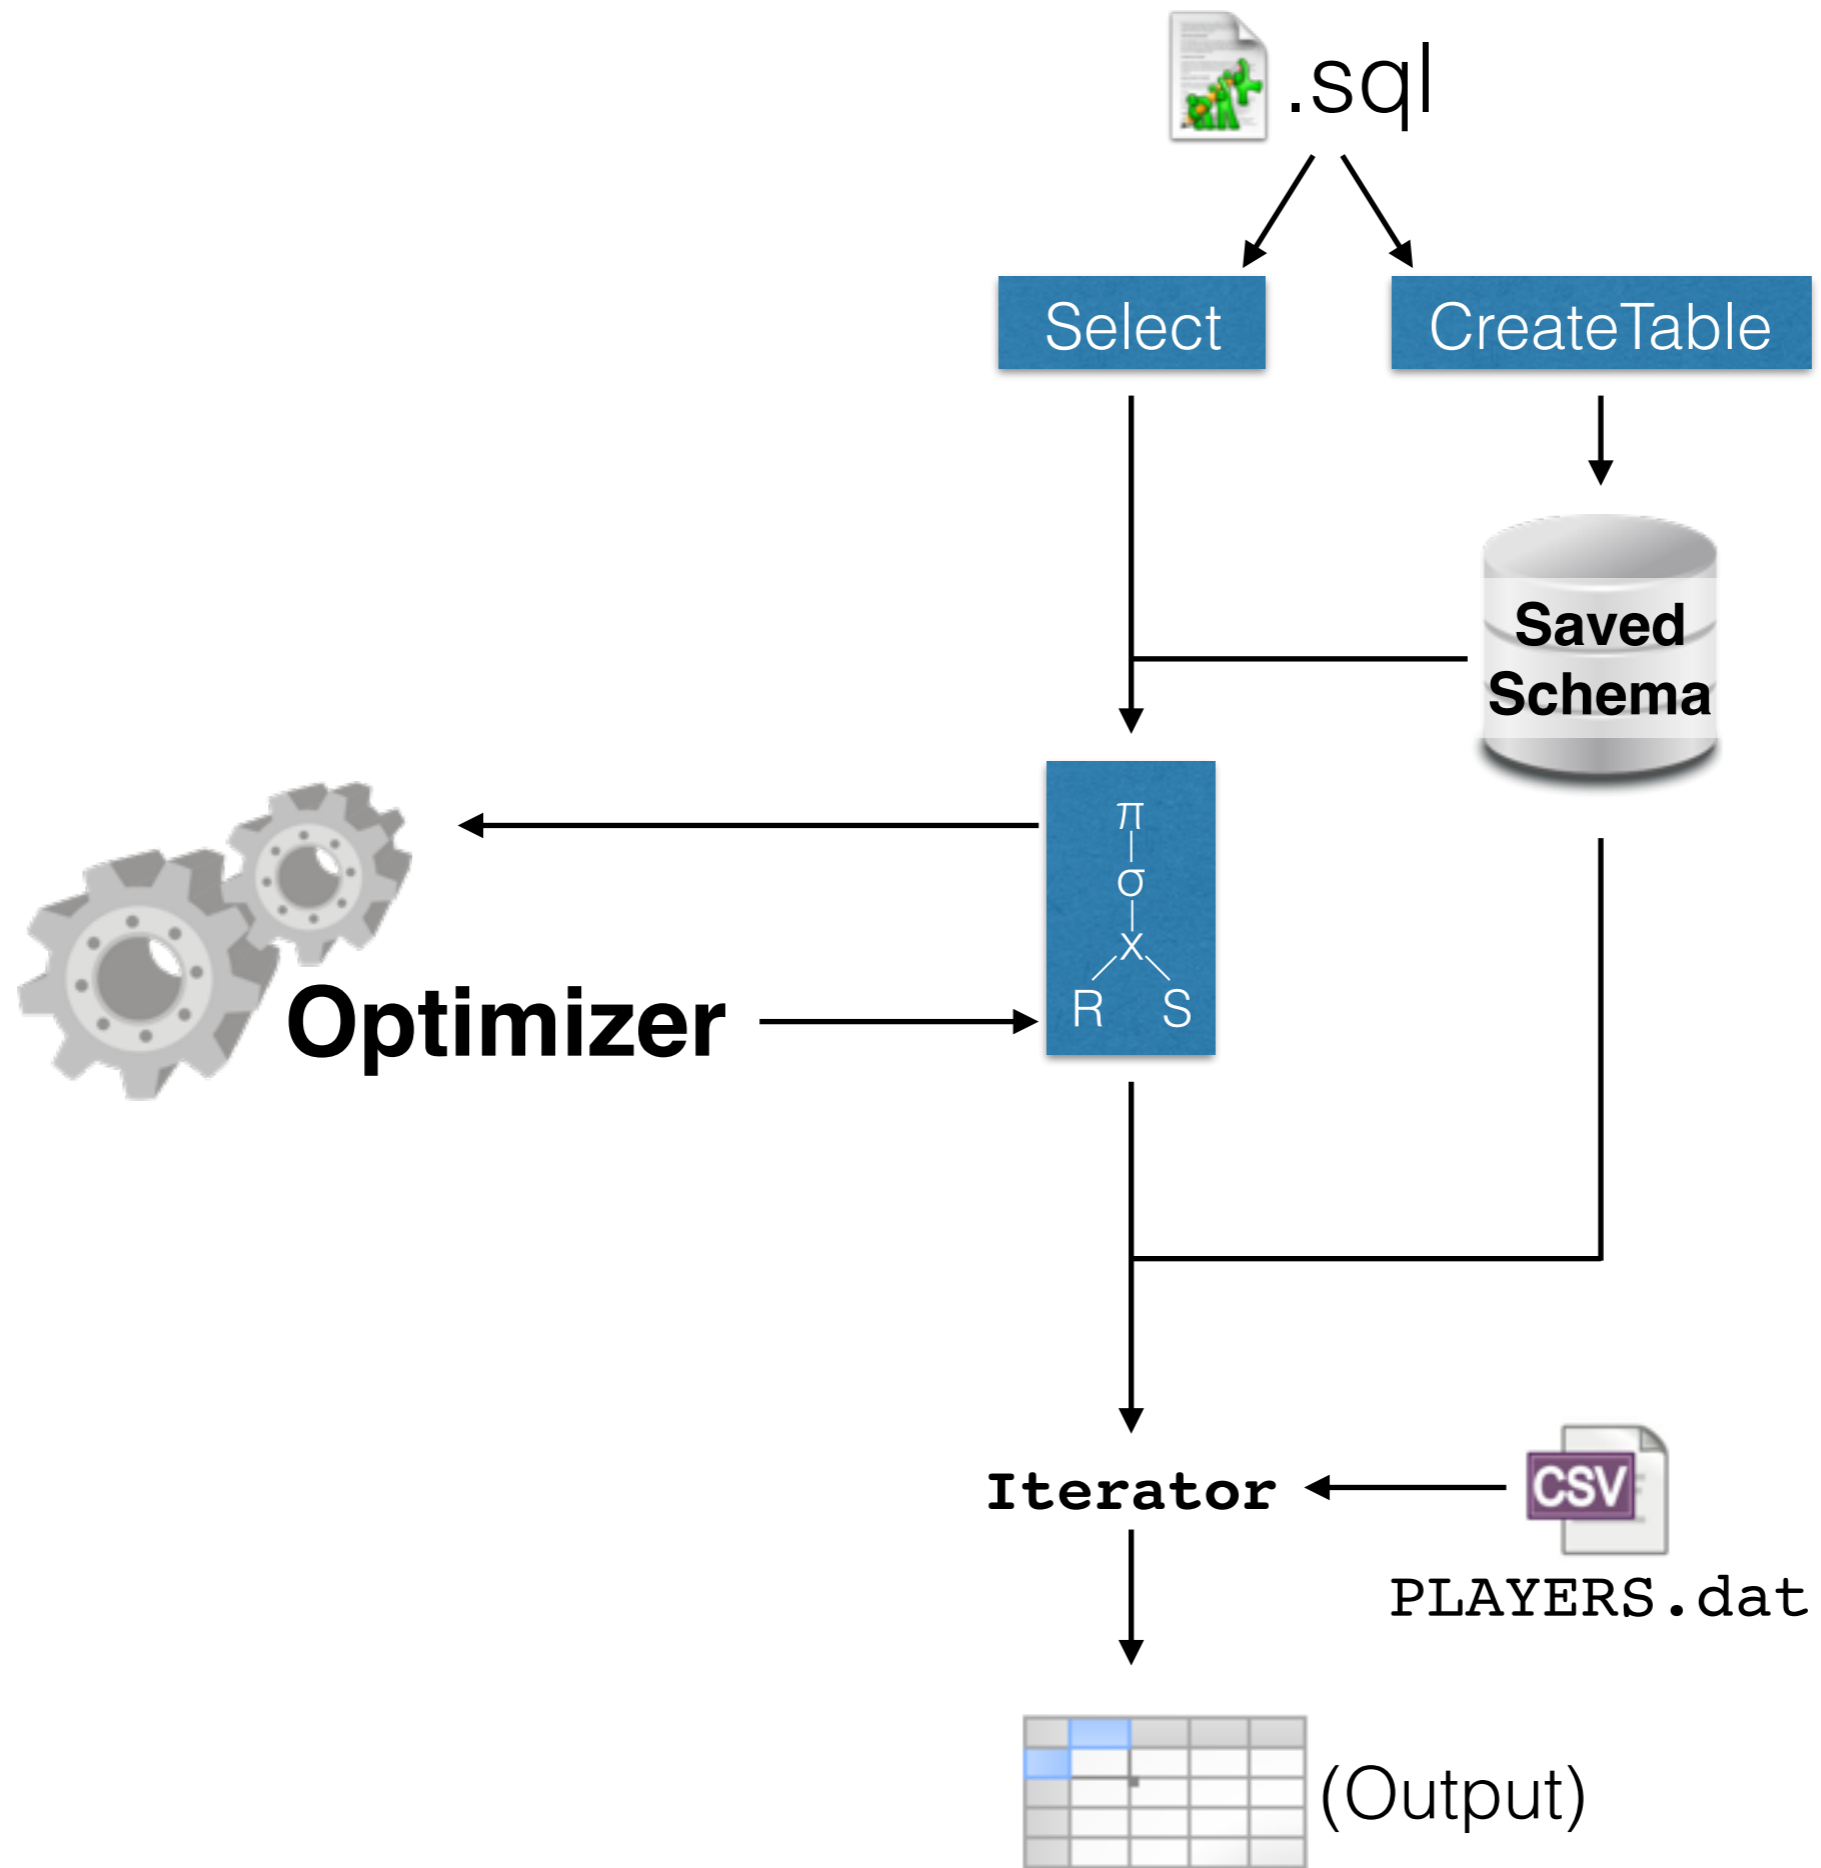 .sql
Select
CreateTable
Saved
Schema
π
σ
X
R S
Optimizer
Iterator
CSV
PLAYERS.dat
(Output)